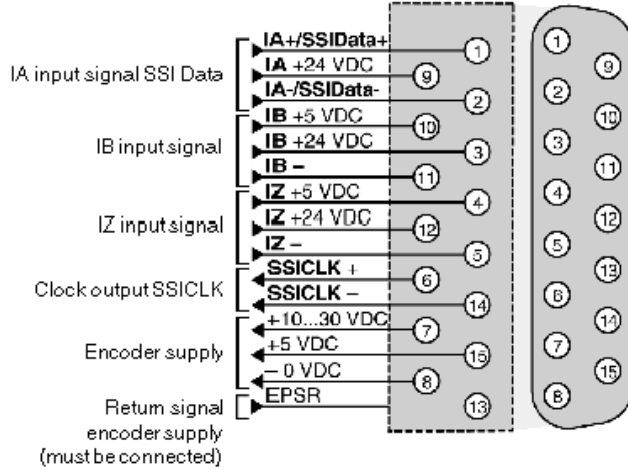 IA+/SSIData+ 1
IA input signal SSI Data
IA +24 VDC 9
IA-/SSIData- 2
IB +5 VDC 10
IB input signal
IB +24 VDC 3
IB – 11
IZ +5 VDC 4
IZ input signal
IZ +24 VDC 12
IZ – 5
SSICLK + 6
Clock output SSICLK
SSICLK – 14
+10...30 VDC 7
Encoder supply
+5 VDC 15
– 0 VDC 8
EPSR 13
Return signal
encoder supply
(must be connected)
1
9
2
10
3
11
4
12
5
13
6
14
7
15
8